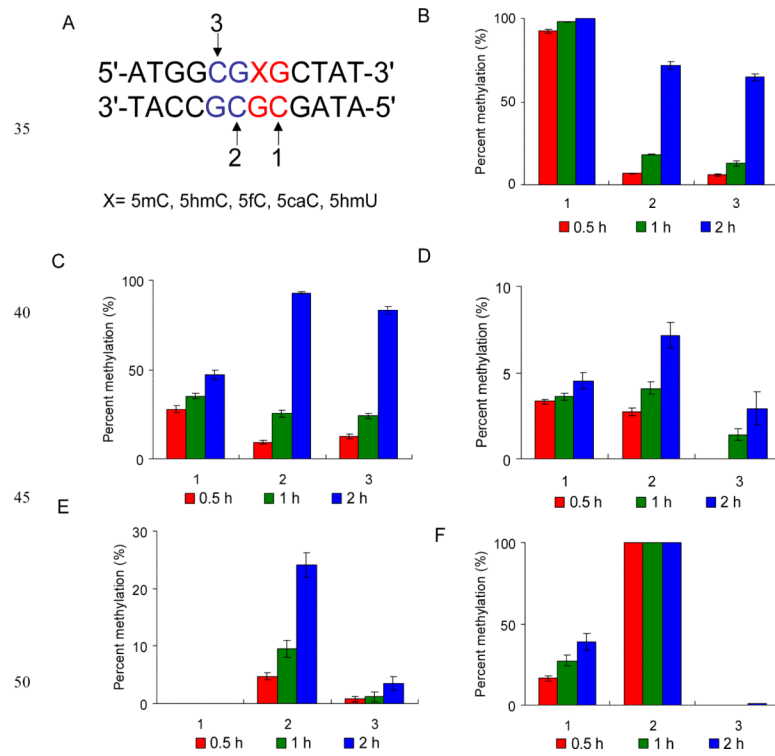 A
3
5'-ATGGCGXGCTAT-3'
3'-TACCGCGCGATA-5'
2 1
X= 5mC, 5hmC, 5fC, 5caC, 5hmU
35
B
Percent methylation (%)
100
50
0
1 2 3
0.5 h 1 h 2 h
C
40
Percent methylation (%)
100
50
0
1 2 3
0.5 h 1 h 2 h
D
Percent methylation (%)
10
5
0
1 2 3
0.5 h 1 h 2 h
45
E
Percent methylation (%)
30
20
10
0
1 2 3
0.5 h 1 h 2 h
50
F
Percent methylation (%)
100
50
0
1 2 3
0.5 h 1 h 2 h